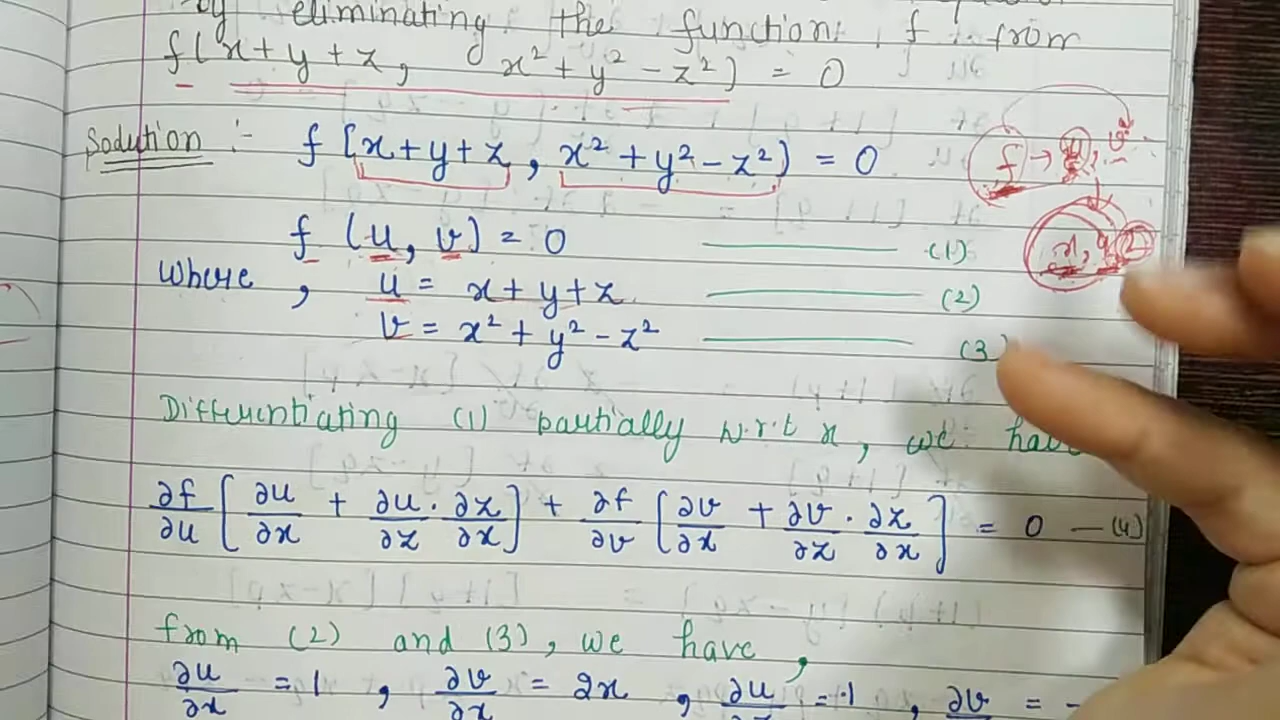 by eliminating the function f from
f(x+y+z, x² + y² - z²) = 0
Solution :- f [x+y+z, x² + y² - z²) = 0
f (u, v) = 0 (1)
where, u = x+y+z (2)
v = x² + y² - z² (3)
Differentiating (1) partially w.r.t x, we have
∂f/∂u [∂u/∂x + ∂u/∂z · ∂z/∂x] + ∂f/∂v [∂v/∂x + ∂v/∂z · ∂z/∂x] = 0 — (4)
from (2) and (3), we have,
∂u/∂x = 1, ∂v/∂x = 2x, ∂u = 1, ∂v = -
f →
x, y z